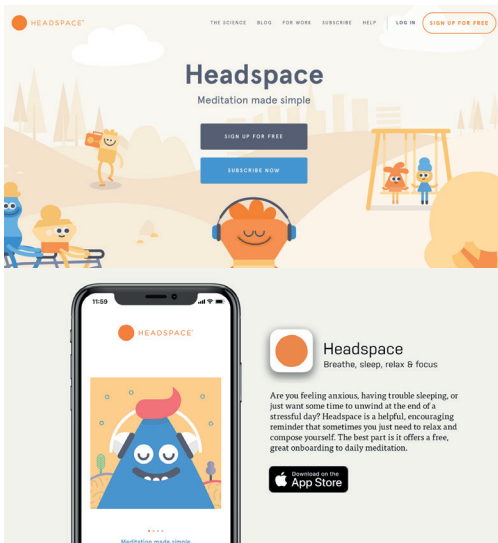 HEADSPACE
THE SCIENCE BLOG FOR WORK SUBSCRIBE HELP LOG IN SIGN UP FOR FREE
Headspace
Meditation made simple
SIGN UP FOR FREE
SUBSCRIBE NOW
11:59
HEADSPACE
Meditation made simple
Headspace
Breathe, sleep, relax & focus
Are you feeling anxious, having trouble sleeping, or
just want some time to unwind at the end of a
stressful day? Headspace is a helpful, encouraging
reminder that sometimes you just need to relax and
compose yourself. The best part is it offers a free,
great onboarding to daily meditation.
Download on the
App Store